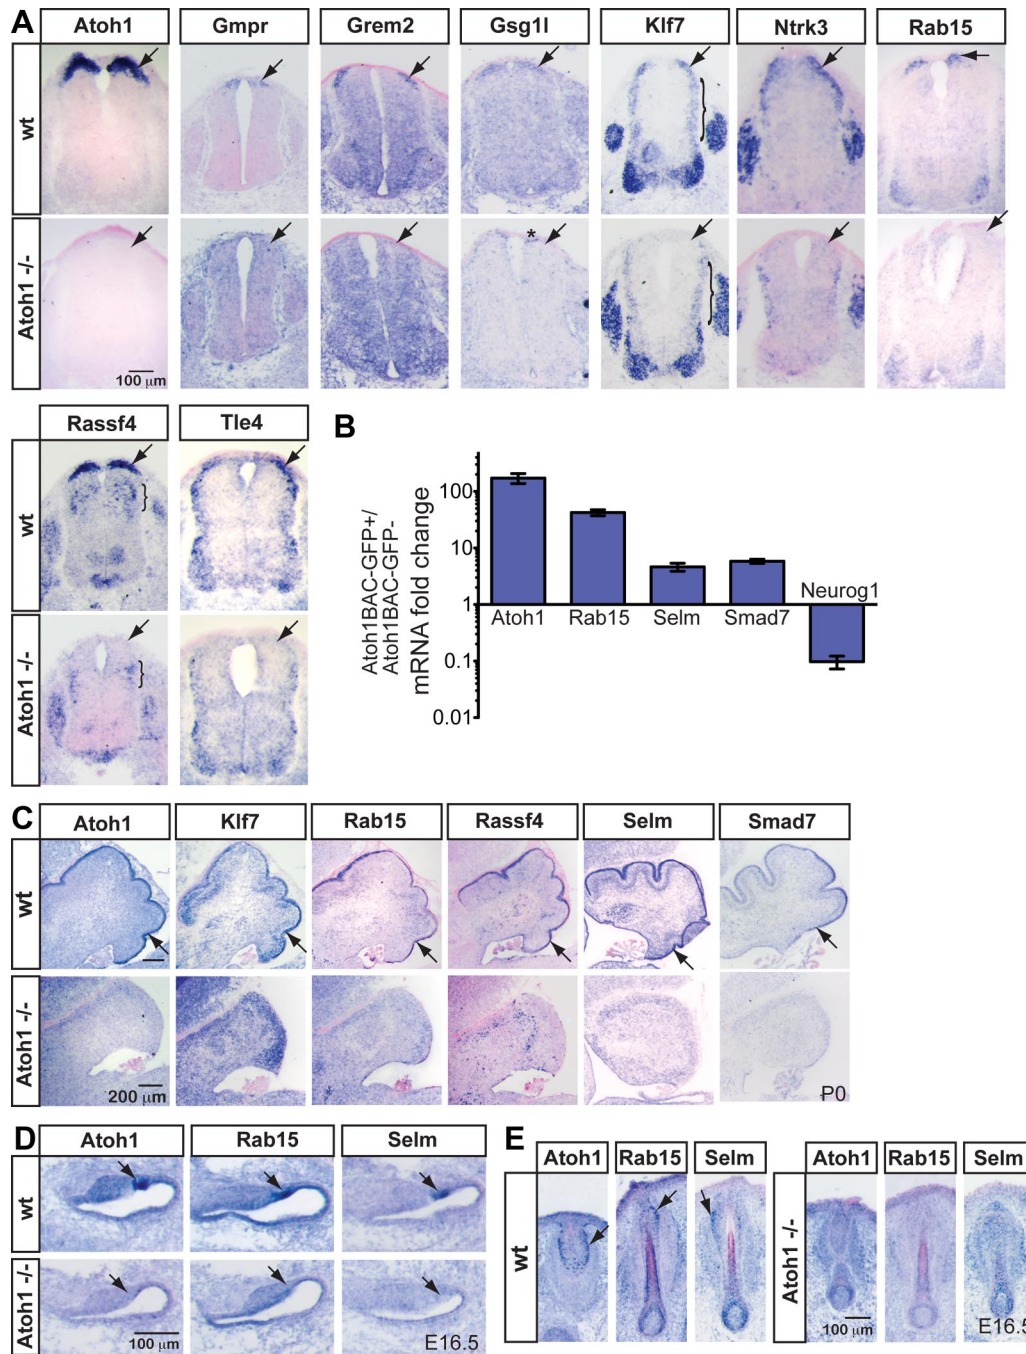 A
Atoh1 Gmpr Grem2 Gsg1l Klf7 Ntrk3 Rab15
wt
*
Atoh1 -/-
100 µm
Rassf4 Tle4
wt
Atoh1 -/-
B
Atoh1BAC-GFP+/
Atoh1BAC-GFP-
mRNA fold change
100
10
1
0.1
0.01
Atoh1 Rab15 Selm Smad7 Neurog1
C
Atoh1 Klf7 Rab15 Rassf4 Selm Smad7
wt
Atoh1 -/-
200 µm
P0
D
Atoh1 Rab15 Selm
wt
Atoh1 -/-
100 µm
E16.5
E
Atoh1 Rab15 Selm Atoh1 Rab15 Selm
wt
Atoh1 -/-
100 µm
E16.5